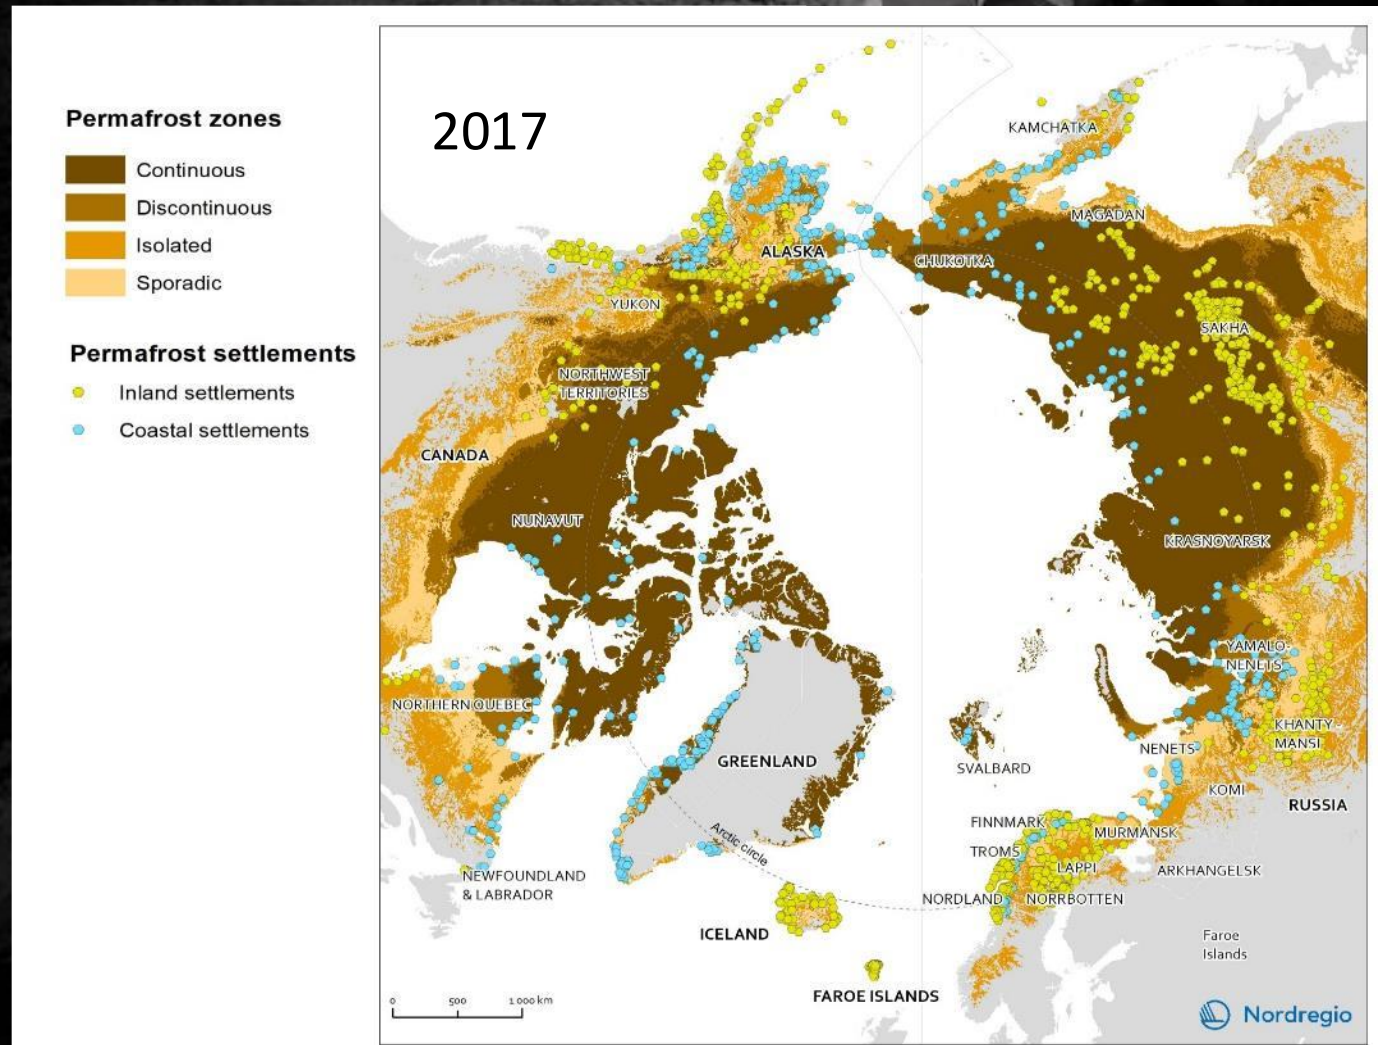 Permafrost zones
Continuous
Discontinuous
Isolated
Sporadic
Permafrost settlements
Inland settlements
Coastal settlements
2017
KAMCHATKA
MAGADAN
ALASKA
CHUKOTKA
YUKON
SAKHA
NORTHWEST
TERRITORIES
CANADA
NUNAVUT
KRASNOYARSK
YAMALO-
NENETS
NORTHERN QUEBEC
KHANTY-
MANSI
NENETS
GREENLAND
SVALBARD
KOMI
RUSSIA
FINNMARK
MURMANSK
Arctic circle
TROMS
LAPPI
ARKHANGELSK
NEWFOUNDLAND
& LABRADOR
NORDLAND
NORRBOTTEN
ICELAND
Faroe
Islands
FAROE ISLANDS
0 500 1 000 km
Nordregio